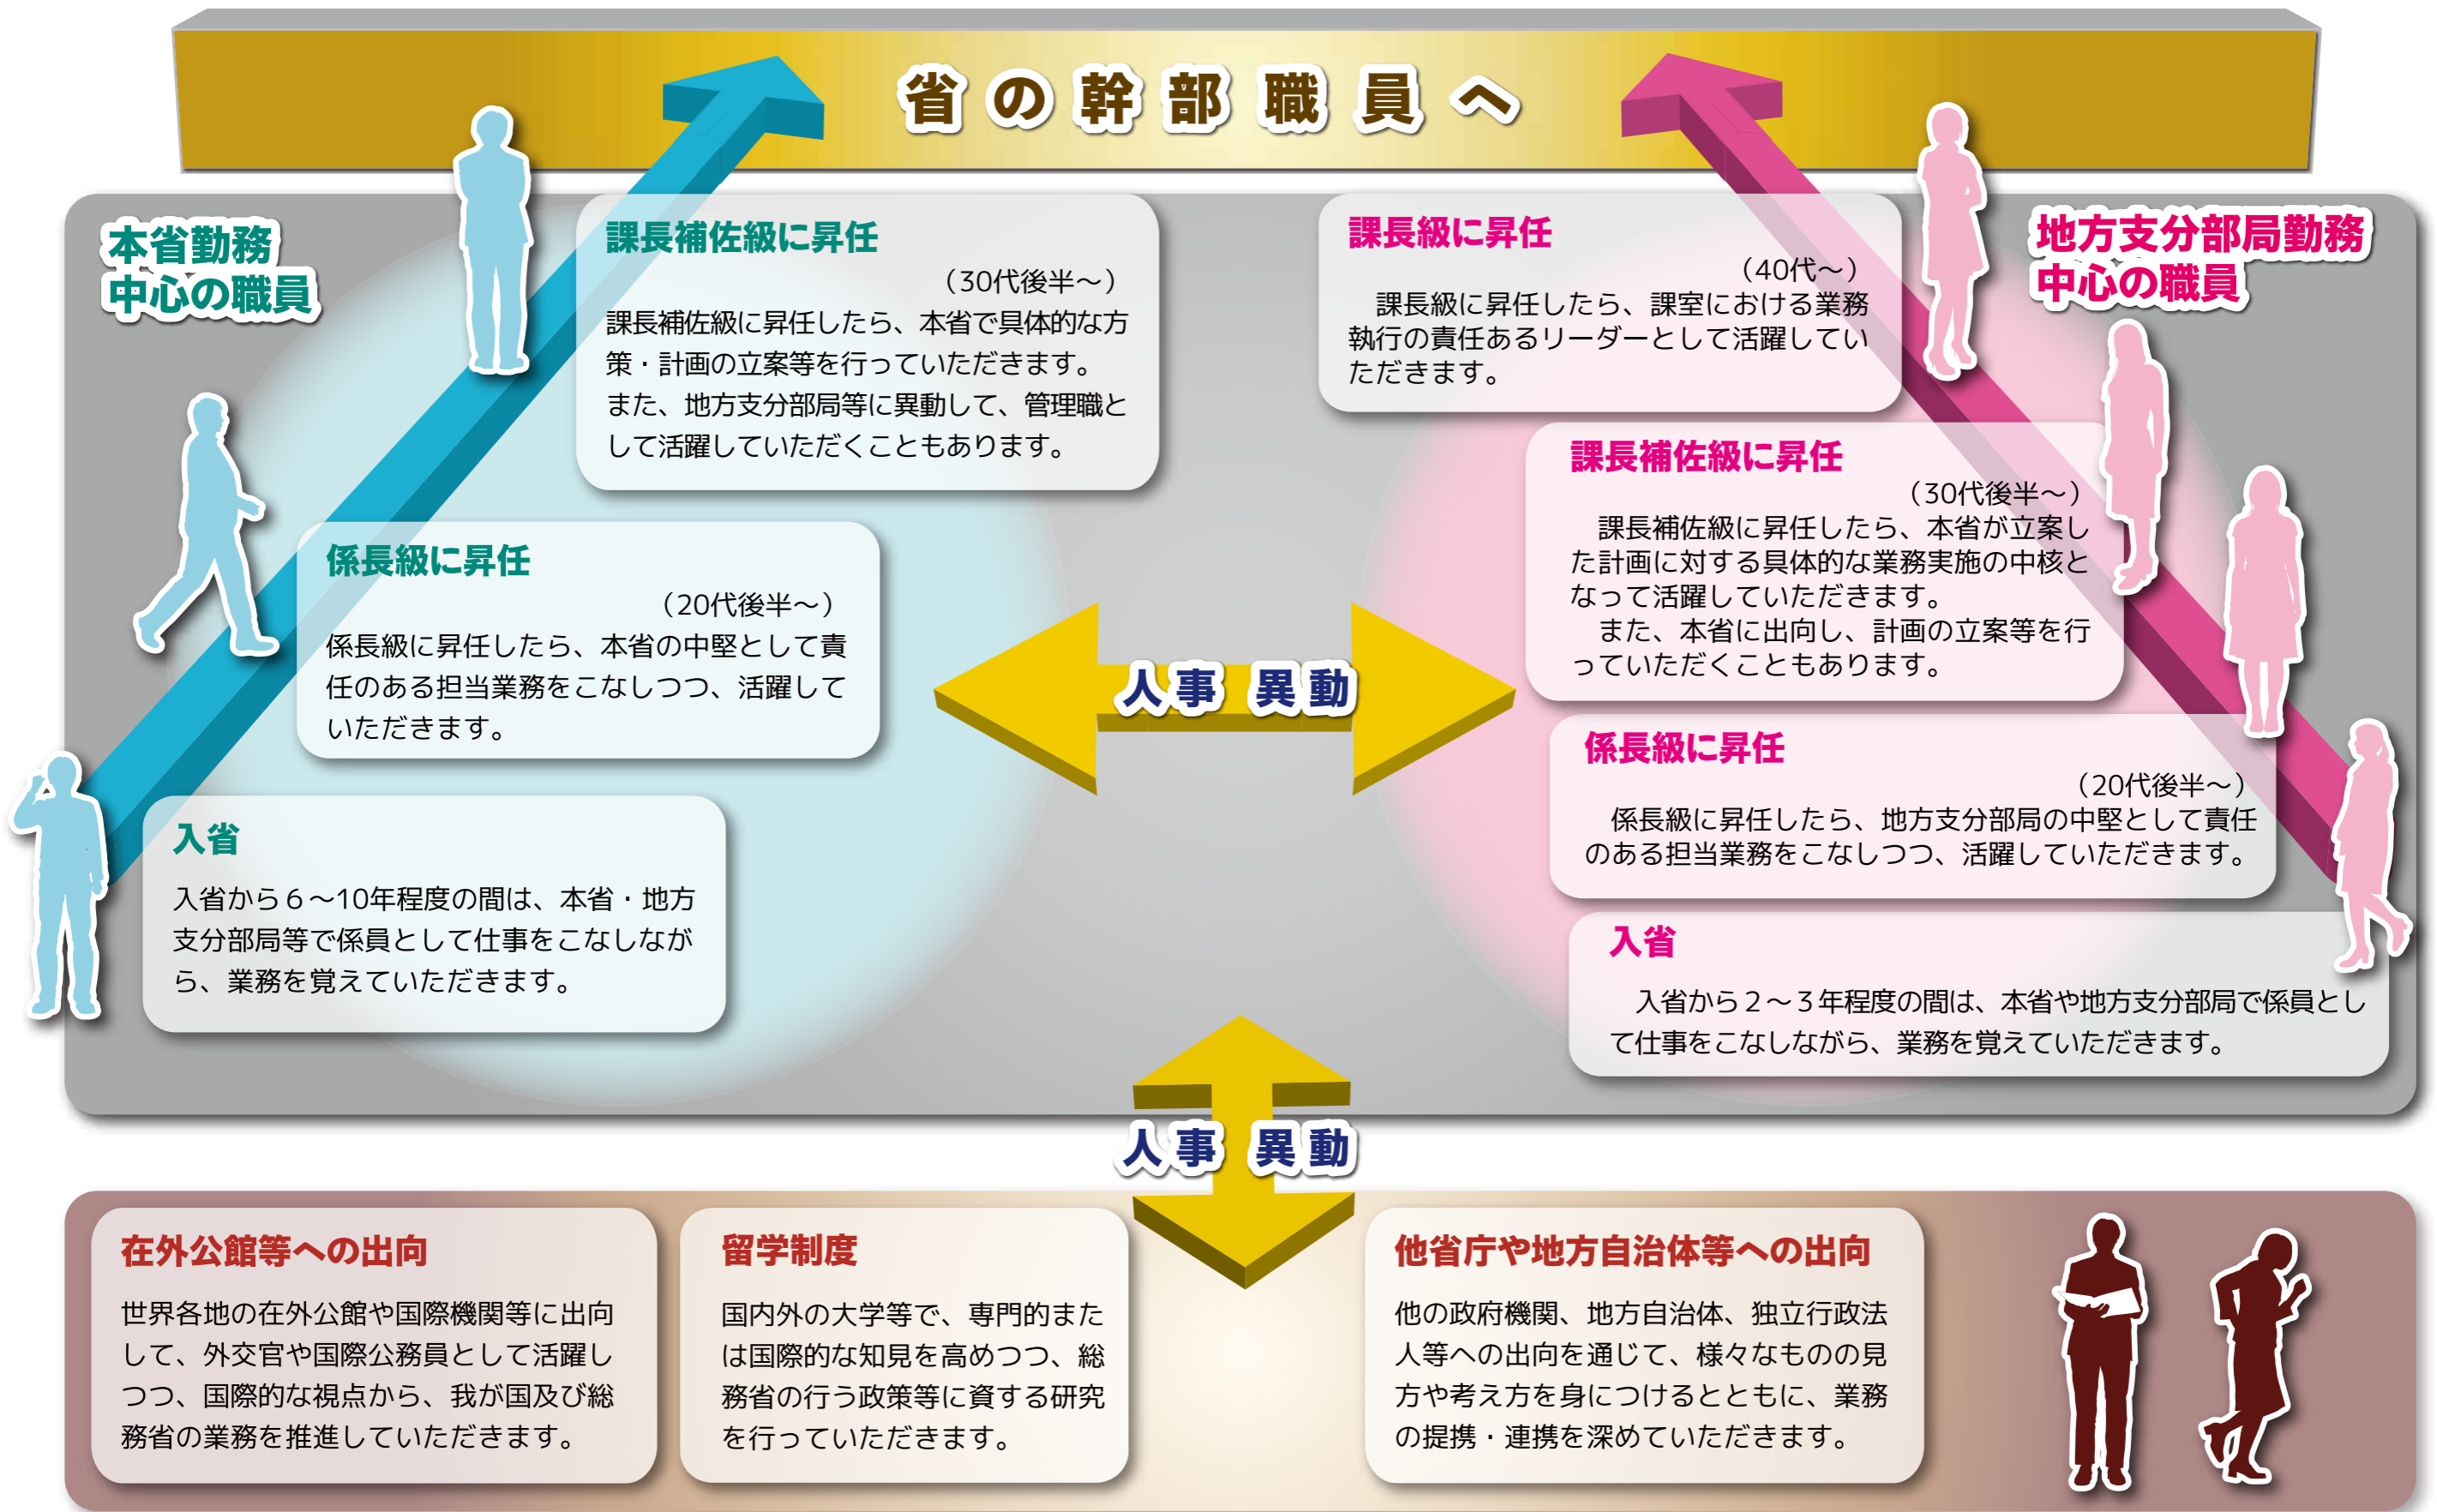 省の幹部職員へ
本省勤務
中心の職員
課長補佐級に昇任
（30代後半～）
課長補佐級に昇任したら、本省で具体的な方
策・計画の立案等を行っていただきます。
また、地方支分部局等に異動して、管理職と
して活躍していただくこともあります。
係長級に昇任
（20代後半～）
係長級に昇任したら、本省の中堅として責
任のある担当業務をこなしつつ、活躍して
いただきます。
入省
入省から６～10年程度の間は、本省・地方
支分部局等で係員として仕事をこなしなが
ら、業務を覚えていただきます。
人事 異動
地方支分部局勤務
中心の職員
課長級に昇任
（40代～）
課長級に昇任したら、課室における業務
執行の責任あるリーダーとして活躍してい
ただきます。
課長補佐級に昇任
（30代後半～）
課長補佐級に昇任したら、本省が立案し
た計画に対する具体的な業務実施の中核と
なって活躍していただきます。
また、本省に出向し、計画の立案等を行
っていただくこともあります。
係長級に昇任
（20代後半～）
係長級に昇任したら、地方支分部局の中堅として責任
のある担当業務をこなしつつ、活躍していただきます。
入省
入省から２～３年程度の間は、本省や地方支分部局で係員とし
て仕事をこなしながら、業務を覚えていただきます。
人事 異動
在外公館等への出向
世界各地の在外公館や国際機関等に出向
して、外交官や国際公務員として活躍し
つつ、国際的な視点から、我が国及び総
務省の業務を推進していただきます。
留学制度
国内外の大学等で、専門的また
は国際的な知見を高めつつ、総
務省の行う政策等に資する研究
を行っていただきます。
他省庁や地方自治体等への出向
他の政府機関、地方自治体、独立行政法
人等への出向を通じて、様々なものの見
方や考え方を身につけるとともに、業務
の提携・連携を深めていただきます。